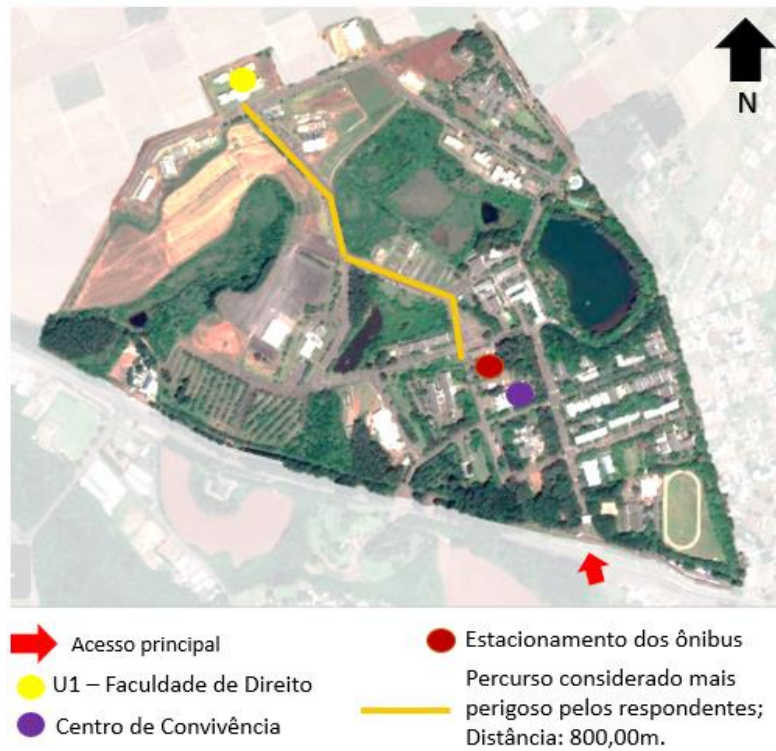 N
Acesso principal
U1 – Faculdade de Direito
Centro de Convivência
Estacionamento dos ônibus
Percurso considerado mais
perigoso pelos respondentes;
Distância: 800,00m.